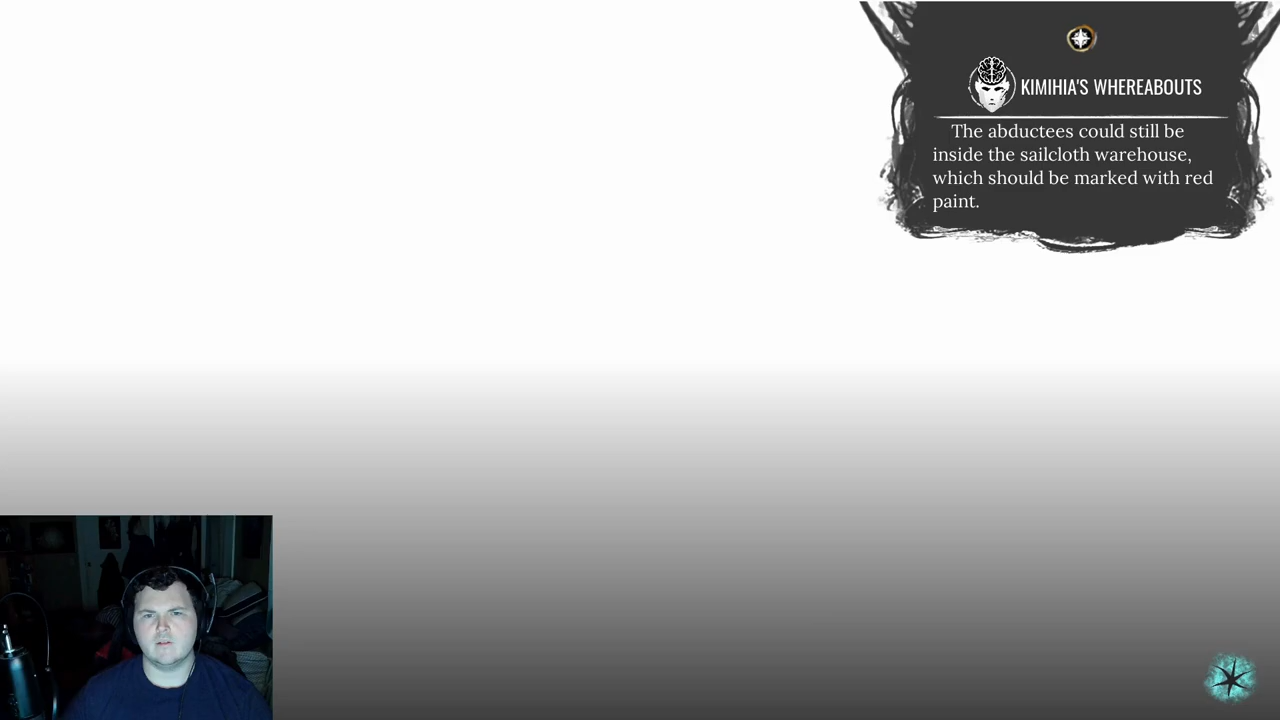 KIMIHIA'S WHEREABOUTS
The abductees could still be
inside the sailcloth warehouse,
which should be marked with red
paint.